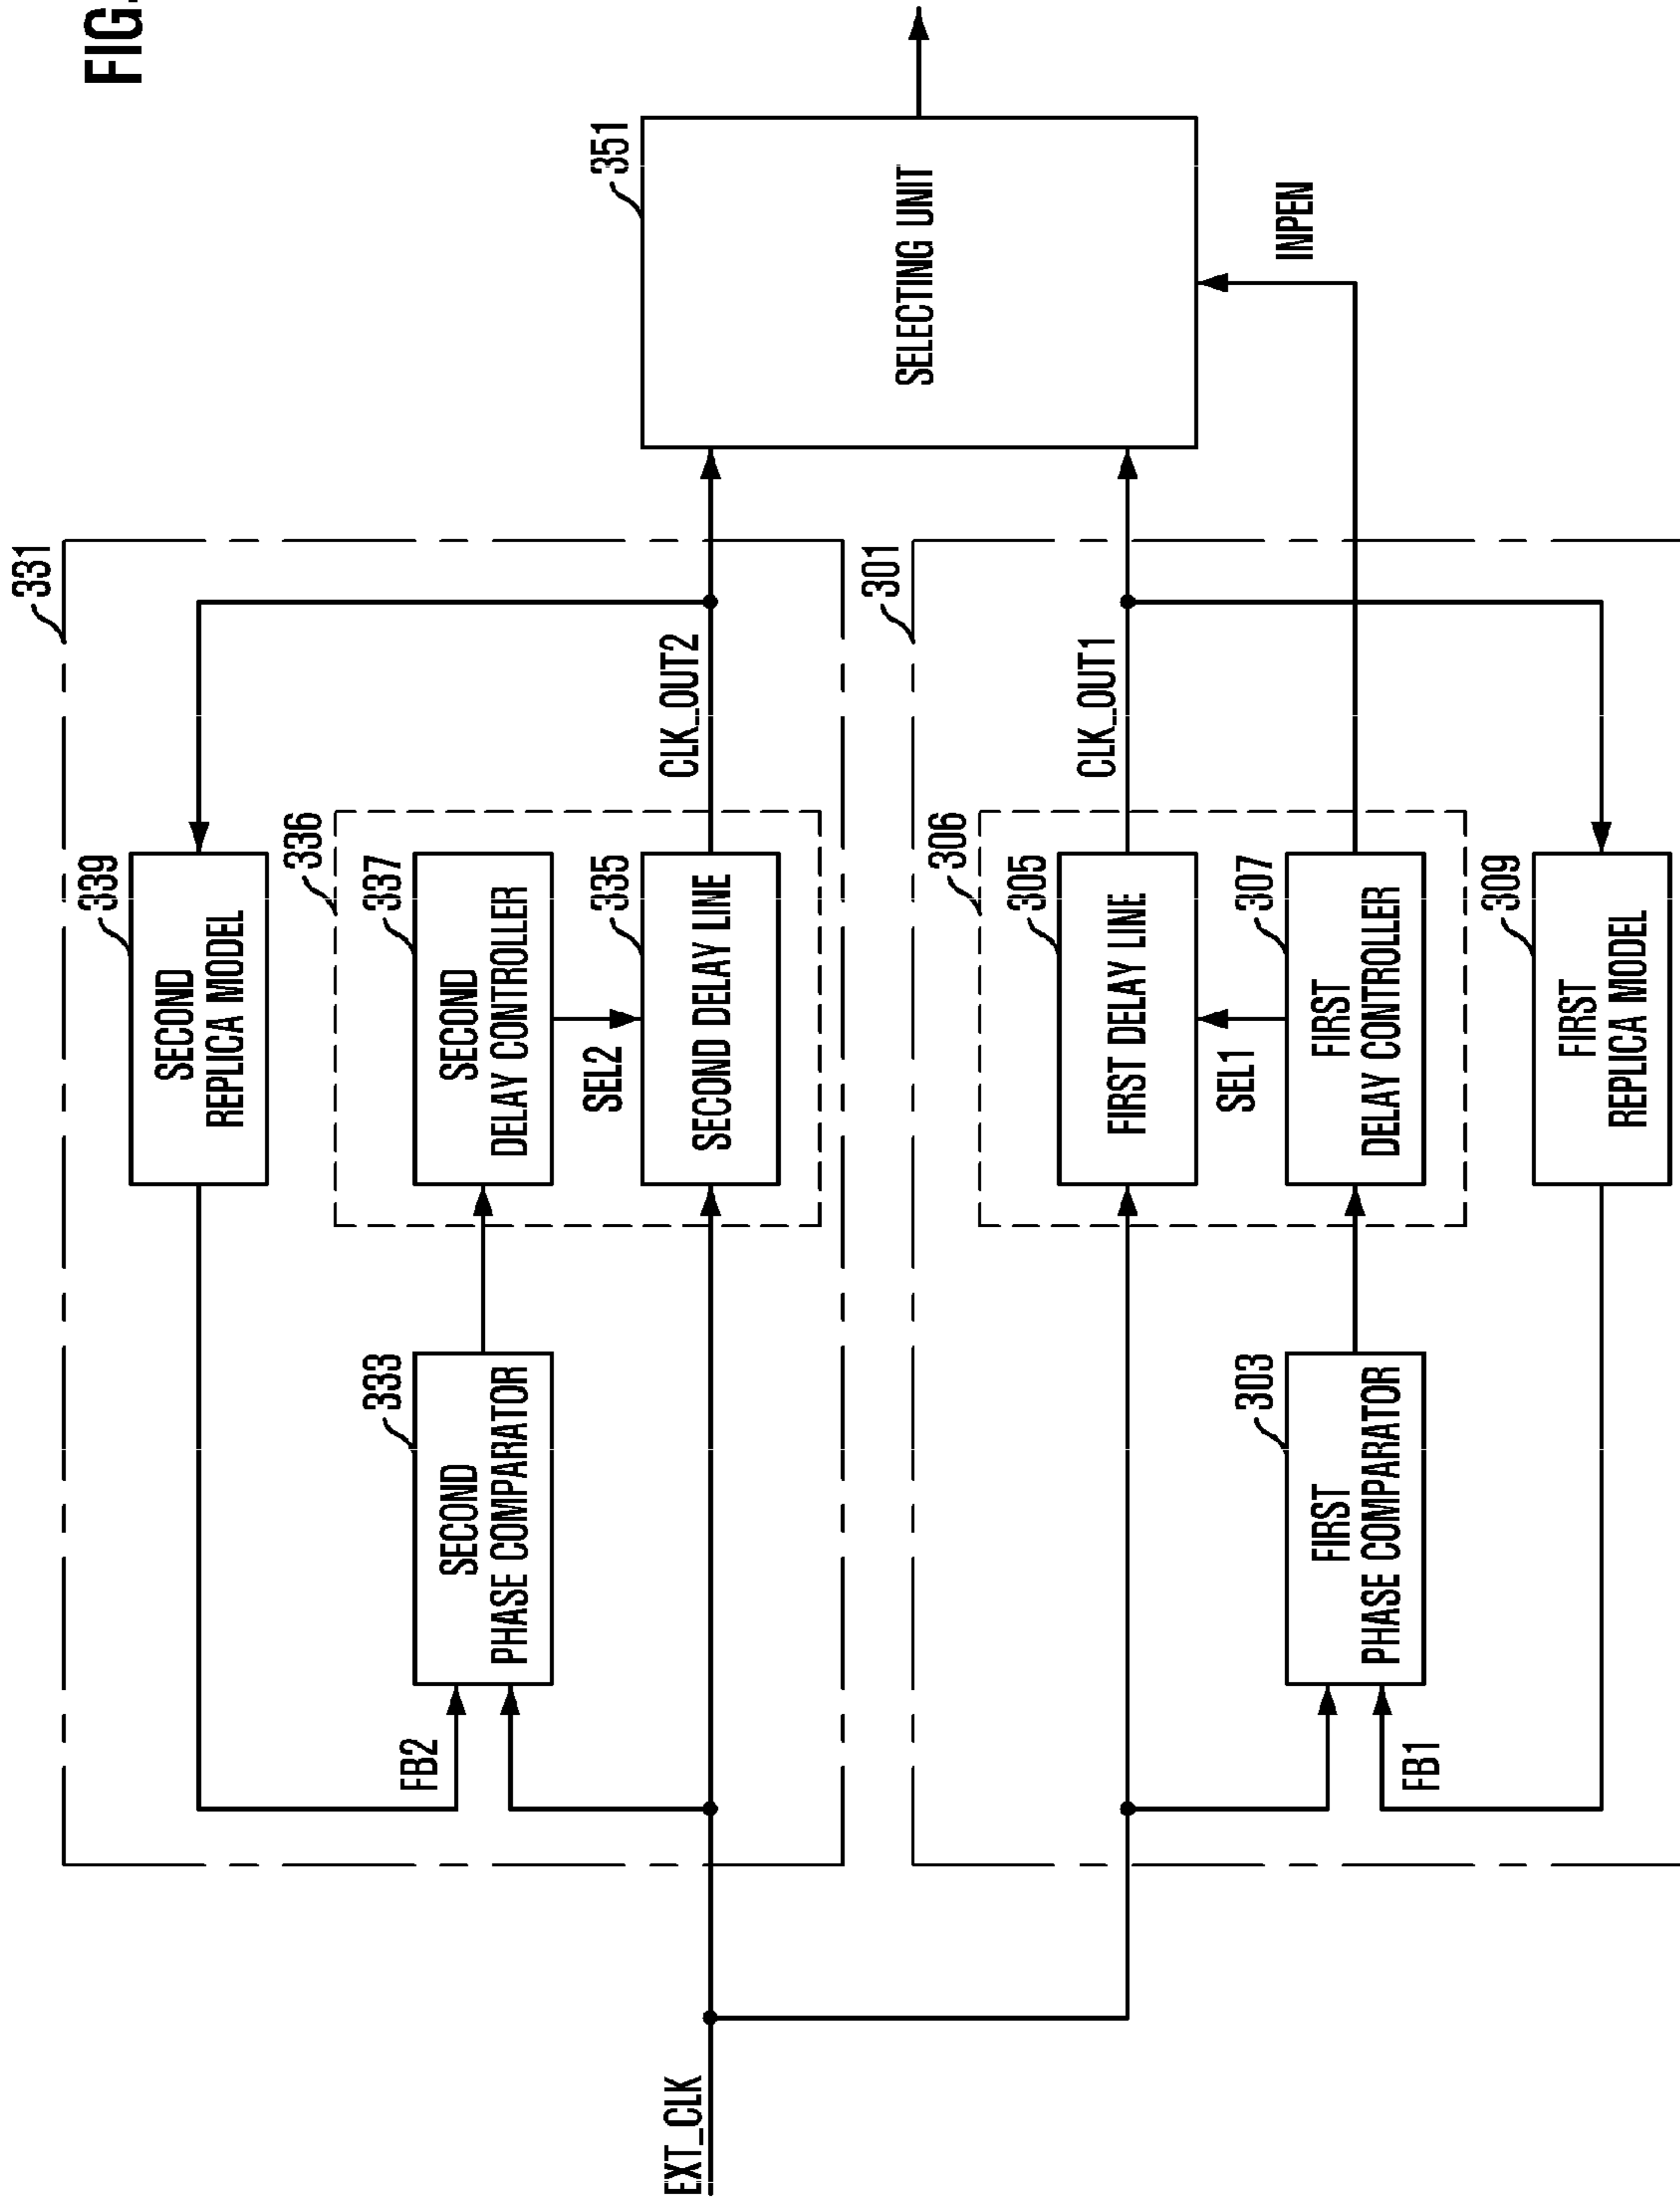 FIG.
331
339
SECOND
REPLICA MODEL
336
337
SECOND
DELAY CONTROLLER
333
SECOND
PHASE COMPARATOR
FB2
SEL2
335
SECOND DELAY LINE
CLK_OUT2
EXT_CLK
351
SELECTING UNIT
301
306
305
FIRST DELAY LINE
CLK_OUT1
SEL1
307
FIRST
DELAY CONTROLLER
303
FIRST
PHASE COMPARATOR
FB1
INPEN
309
FIRST
REPLICA MODEL